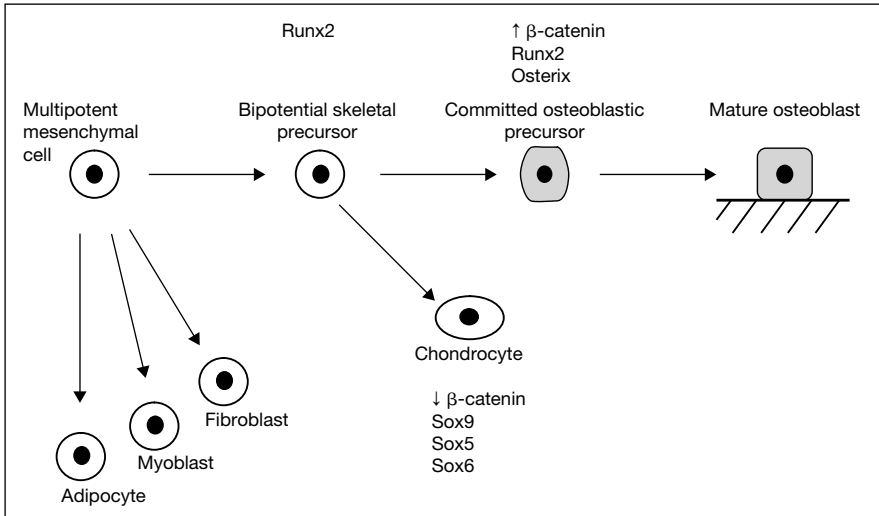 Runx2
↑ β-catenin
Runx2
Osterix
Multipotent
mesenchymal
cell
Bipotential skeletal
precursor
Committed osteoblastic
precursor
Mature osteoblast
Chondrocyte
↓ β-catenin
Sox9
Sox5
Sox6
Fibroblast
Myoblast
Adipocyte